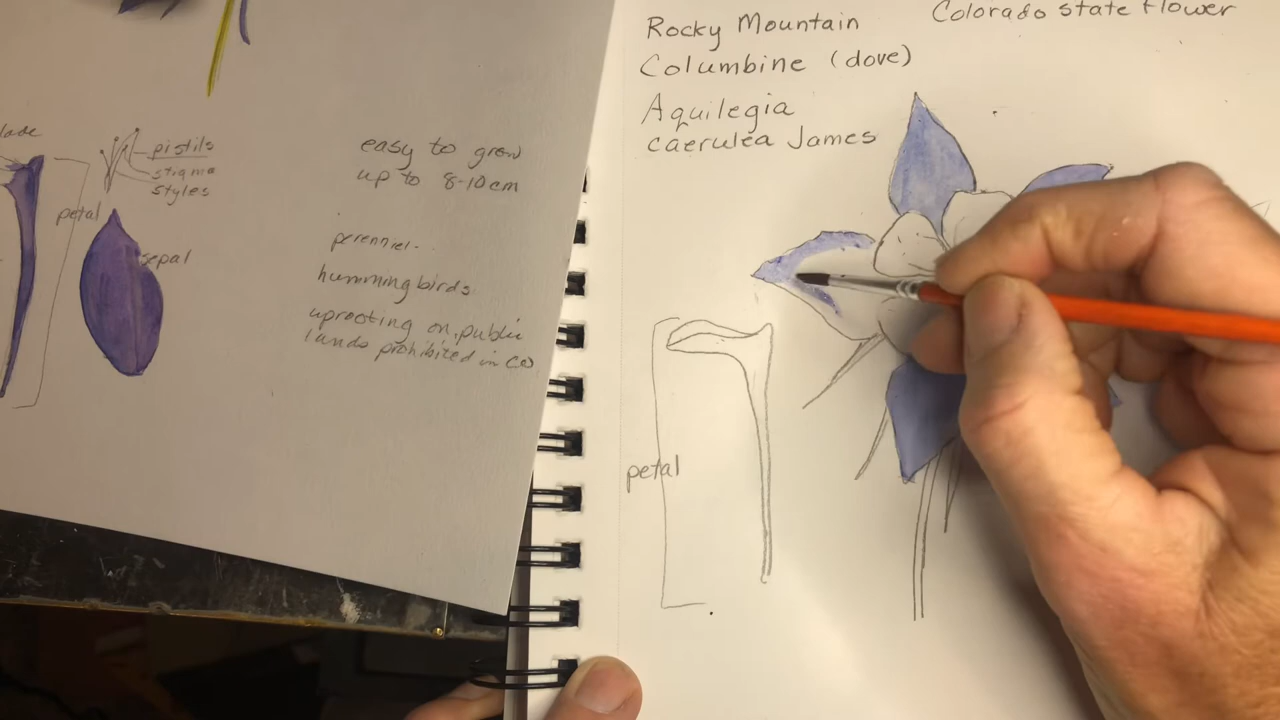 pistils
stigma
styles
petal
sepal
easy to grow
up to 8-10cm
perenniel.
hummingbirds
uprooting on public
lands prohibited in CO
Rocky Mountain
Columbine (dove)
Aquilegia
caerulea James
Colorado state flower
petal